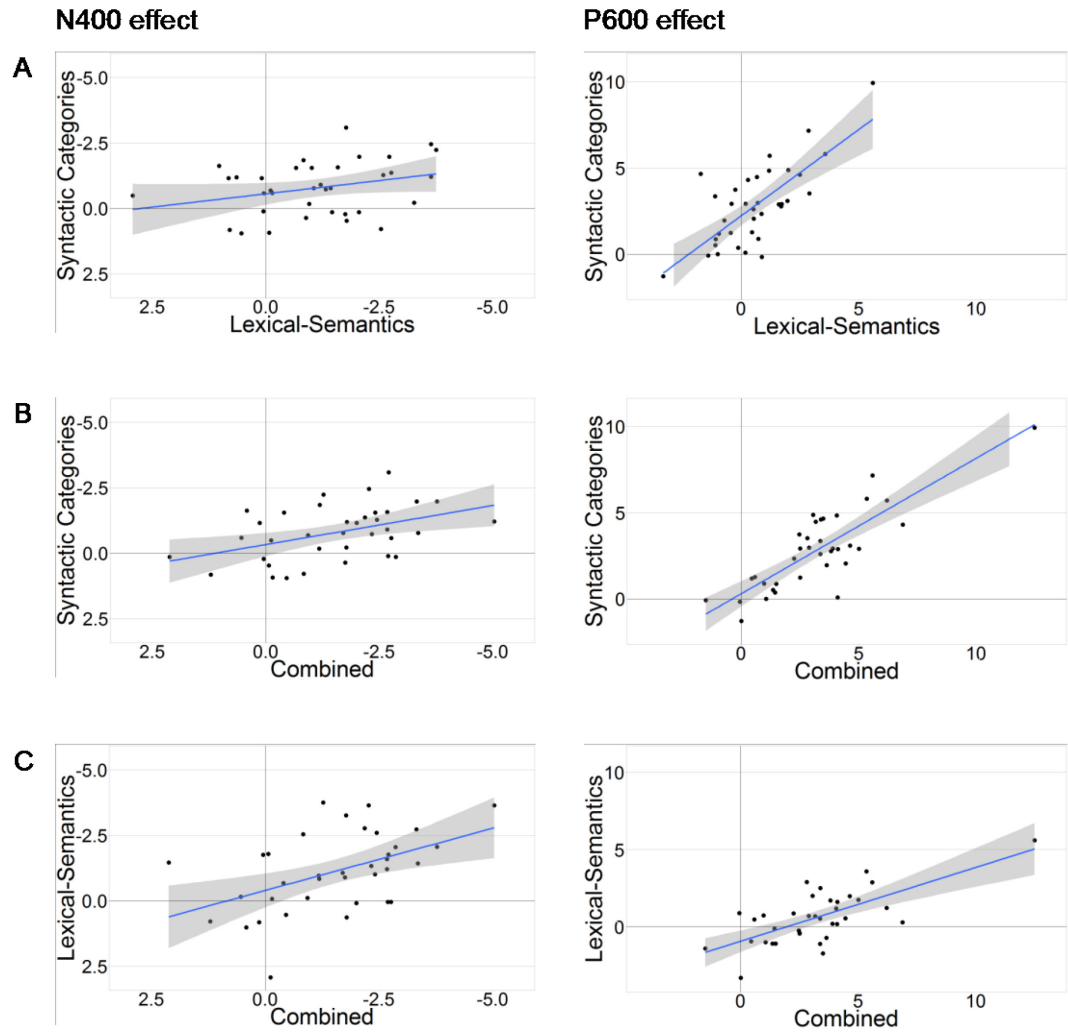 N400 effect
P600 effect
A
Syntactic Categories
-5.0
-2.5
0.0
2.5
2.5 0.0 -2.5 -5.0
Lexical-Semantics
Syntactic Categories
10
5
0
0 5 10
Lexical-Semantics
B
Syntactic Categories
-5.0
-2.5
0.0
2.5
2.5 0.0 -2.5 -5.0
Combined
Syntactic Categories
10
5
0
0 5 10
Combined
C
Lexical-Semantics
-5.0
-2.5
0.0
2.5
2.5 0.0 -2.5 -5.0
Combined
Lexical-Semantics
10
5
0
0 5 10
Combined